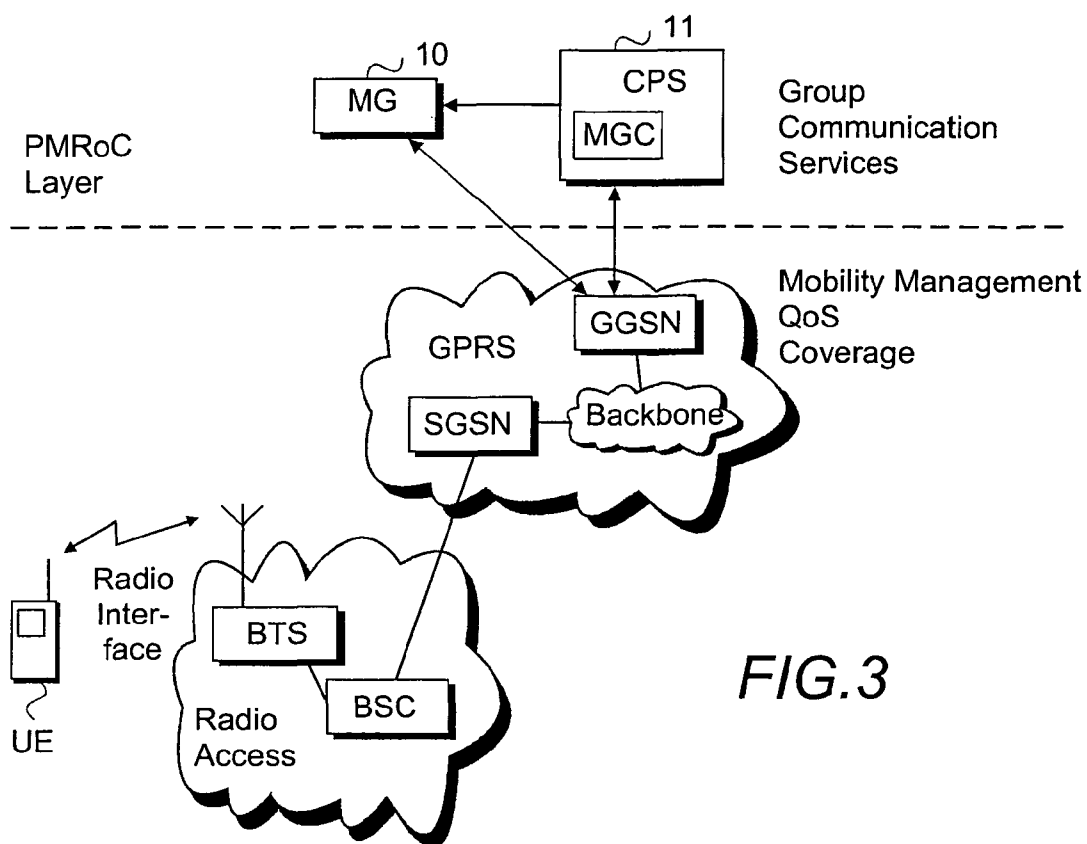 10
MG
11
CPS
MGC
Group
Communication
Services
PMRoC
Layer
Mobility Management
QoS
Coverage
GGSN
GPRS
Backbone
SGSN
Radio
Inter-
face
UE
BTS
BSC
Radio
Access
FIG.3